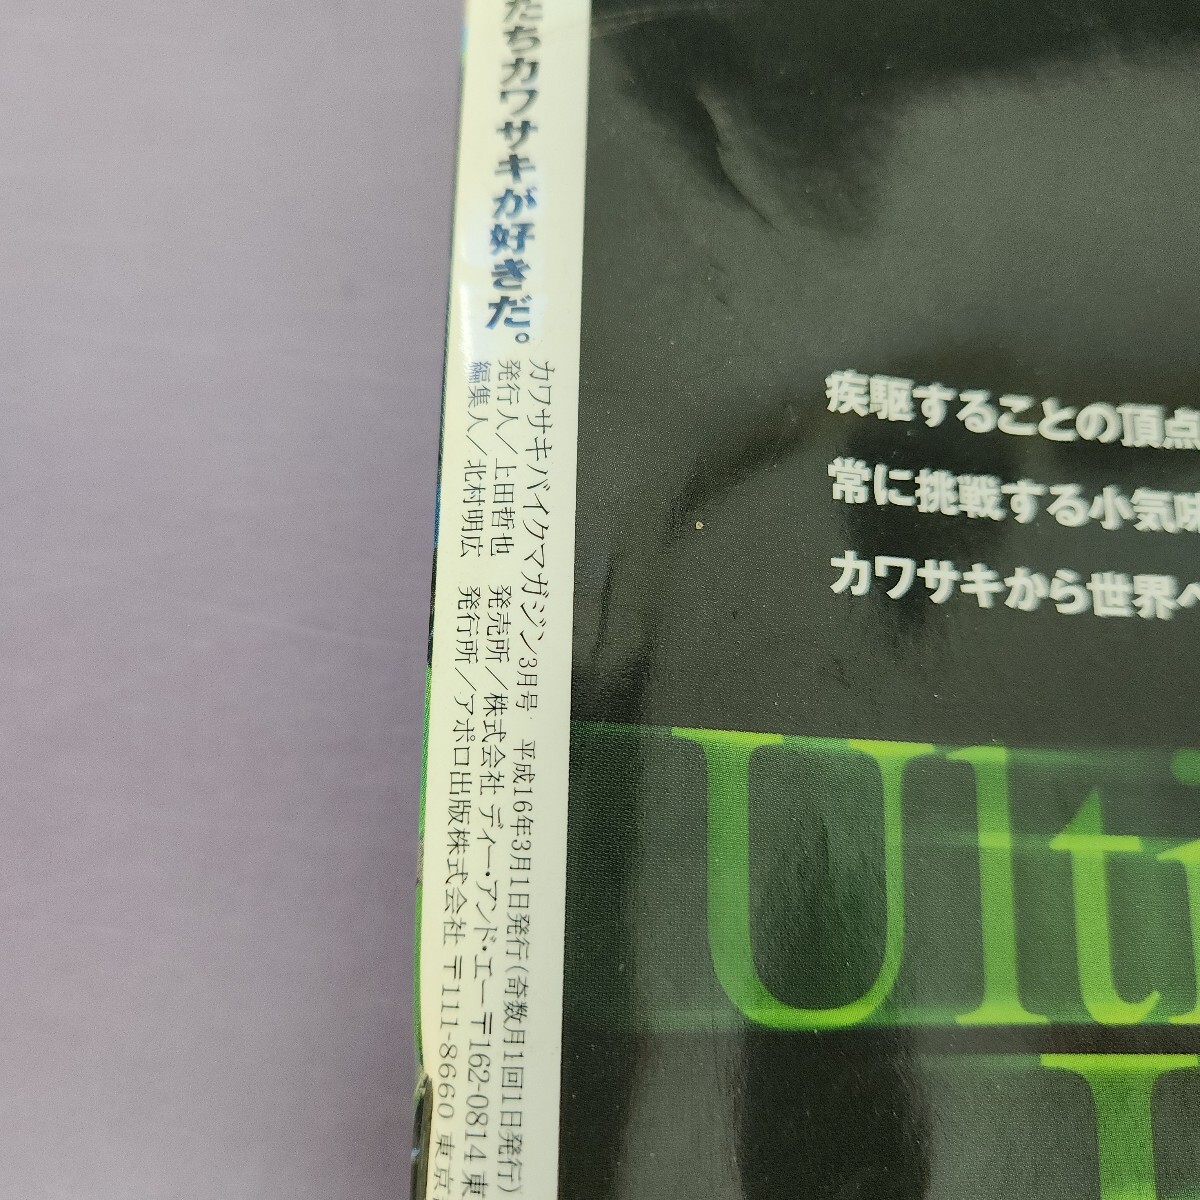 たちカワサキが好きだ。
カワサキバイクマガジン3月号 平成16年3月1日発行(奇数月1回1日発行)
発行人／上田哲也 発売所／株式会社 ディー・アンド・エー 〒162-0814 東
編集人／北村明広 発行所／アポロ出版株式会社 〒111-8660 東京
疾駆することの頂点
常に挑戦する小気味
カワサキから世界へ
Ulti